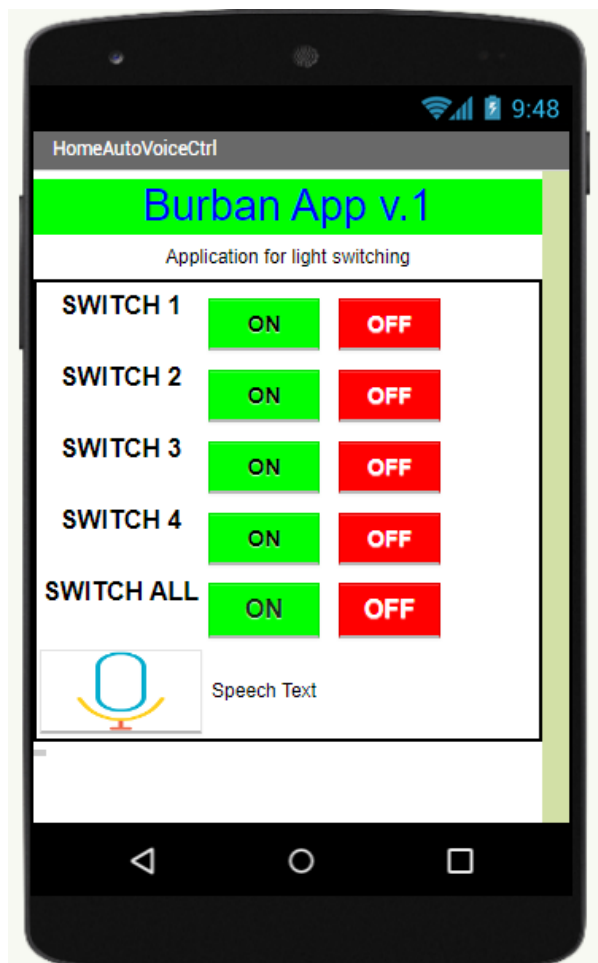 9:48
HomeAutoVoiceCtrl
Burban App v.1
Application for light switching
SWITCH 1 ON OFF
SWITCH 2 ON OFF
SWITCH 3 ON OFF
SWITCH 4 ON OFF
SWITCH ALL ON OFF
Speech Text